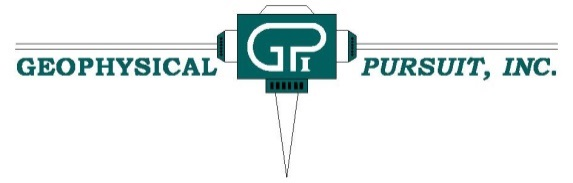 GPI
GEOPHYSICAL PURSUIT, INC.